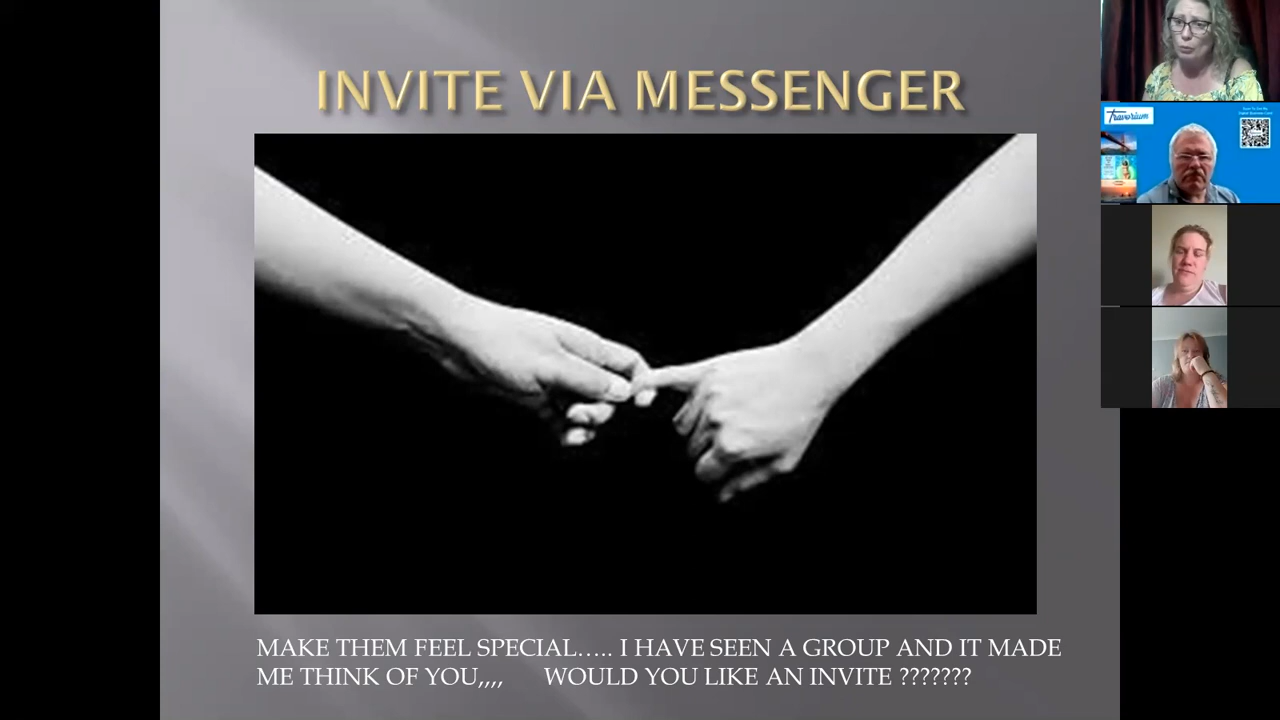 INVITE VIA MESSENGER
Travorium
MAKE THEM FEEL SPECIAL….. I HAVE SEEN A GROUP AND IT MADE
ME THINK OF YOU,,,, WOULD YOU LIKE AN INVITE ???????